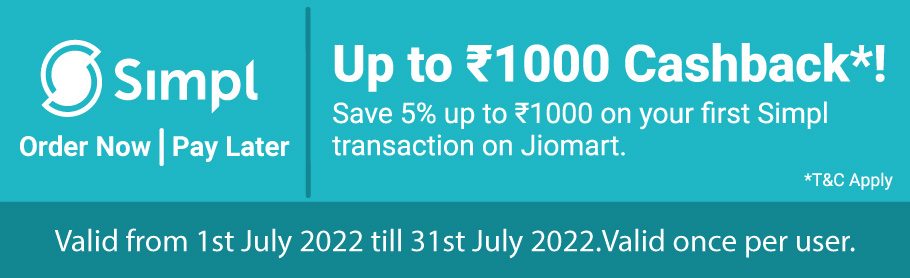 Simpl
Order Now | Pay Later
Up to ₹1000 Cashback*!
Save 5% up to ₹1000 on your first Simpl
transaction on Jiomart.
*T&C Apply
Valid from 1st July 2022 till 31st July 2022.Valid once per user.